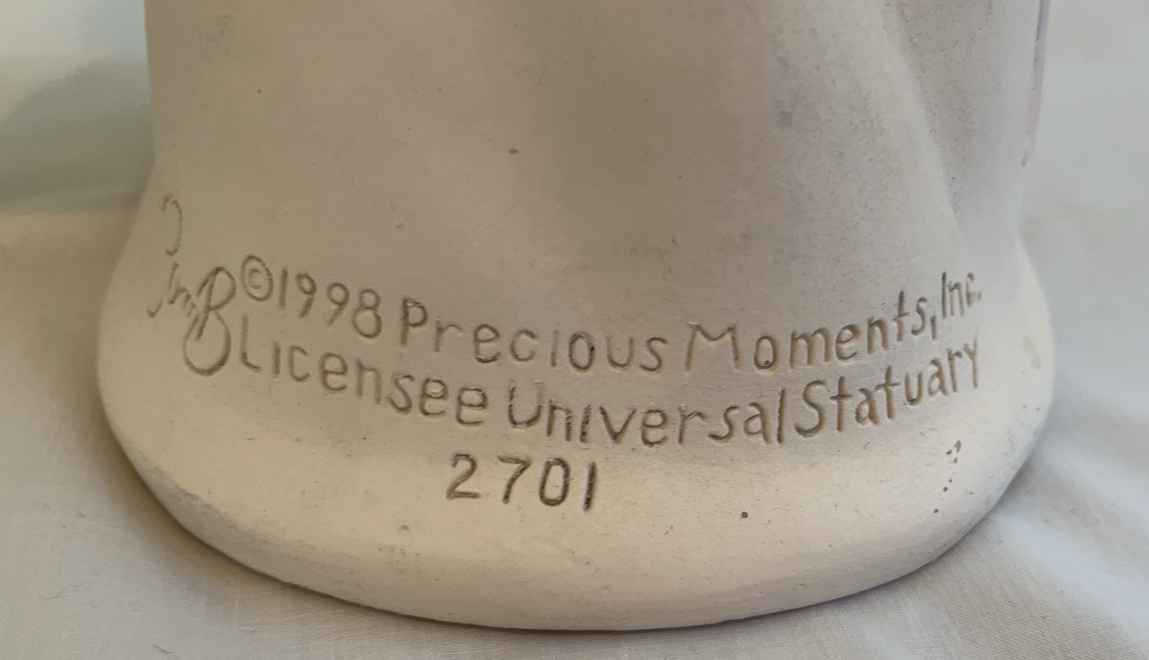 ©1998 Precious Moments, Inc.
Licensee Universal Statuary
2701